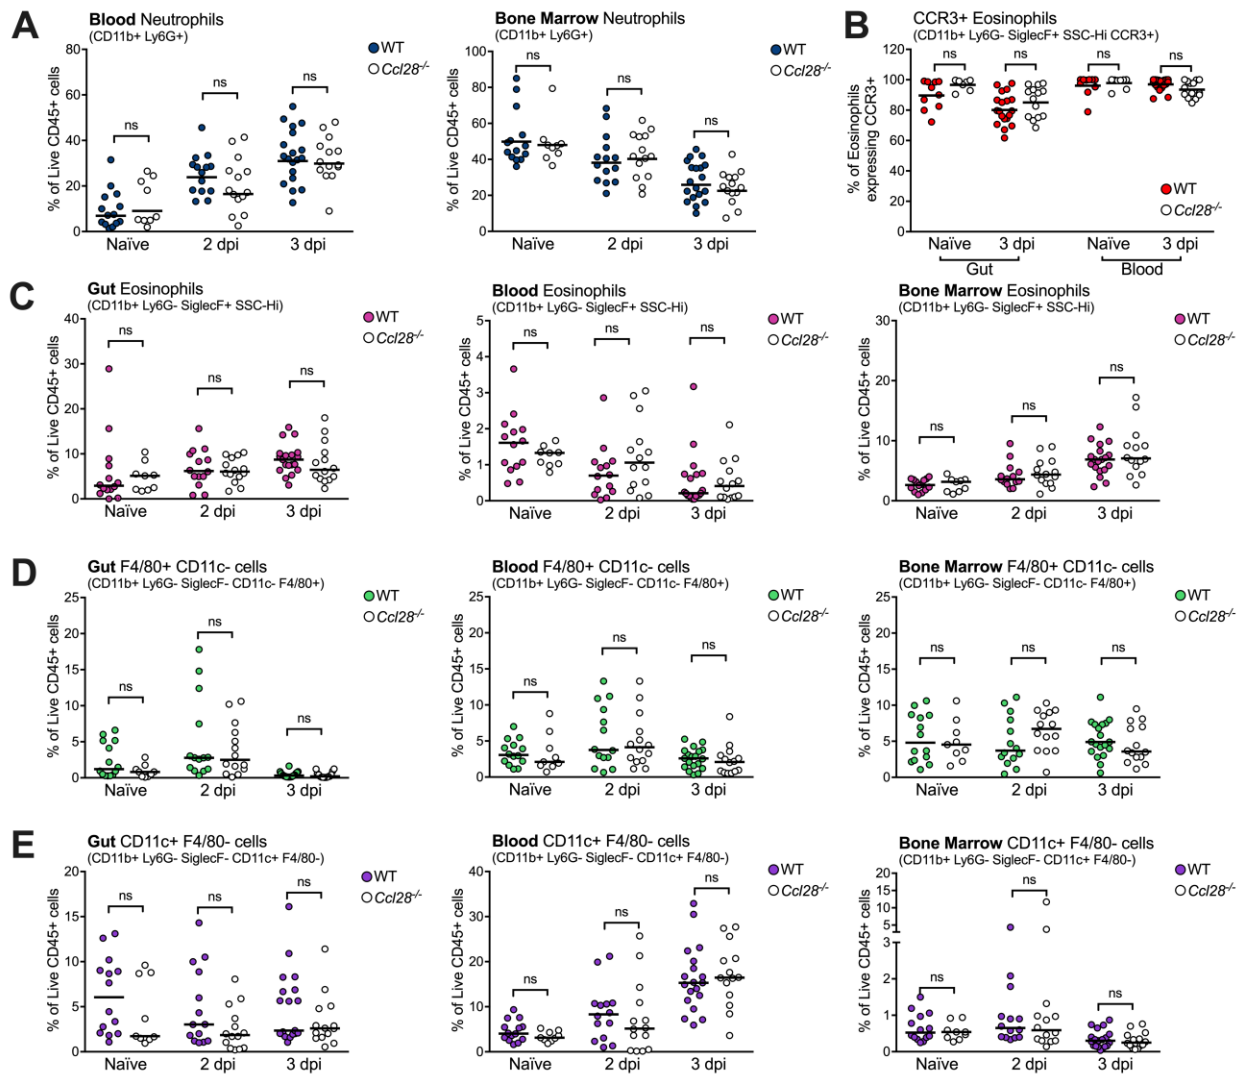 A
Blood Neutrophils
(CD11b+ Ly6G+)
WT
Ccl28-/-
% of Live CD45+ cells
80
60
40
20
0
ns
ns
ns
Naïve
2 dpi
3 dpi
Bone Marrow Neutrophils
(CD11b+ Ly6G+)
WT
Ccl28-/-
% of Live CD45+ cells
100
80
60
40
20
0
ns
ns
ns
Naïve
2 dpi
3 dpi
B
CCR3+ Eosinophils
(CD11b+ Ly6G- SiglecF+ SSC-Hi CCR3+)
% of Eosinophils
expressing CCR3+
120
100
80
60
40
20
0
ns
ns
ns
ns
WT
Ccl28-/-
Naïve
3 dpi
Naïve
3 dpi
Gut
Blood
C
Gut Eosinophils
(CD11b+ Ly6G- SiglecF+ SSC-Hi)
WT
Ccl28-/-
% of Live CD45+ cells
40
30
20
10
0
ns
ns
ns
Naïve
2 dpi
3 dpi
Blood Eosinophils
(CD11b+ Ly6G- SiglecF+ SSC-Hi)
WT
Ccl28-/-
% of Live CD45+ cells
5
4
3
2
1
0
ns
ns
ns
Naïve
2 dpi
3 dpi
Bone Marrow Eosinophils
(CD11b+ Ly6G- SiglecF+ SSC-Hi)
WT
Ccl28-/-
% of Live CD45+ cells
30
20
10
0
ns
ns
ns
Naïve
2 dpi
3 dpi
D
Gut F4/80+ CD11c- cells
(CD11b+ Ly6G- SiglecF- CD11c- F4/80+)
WT
Ccl28-/-
% of Live CD45+ cells
25
20
15
10
5
0
ns
ns
ns
Naïve
2 dpi
3 dpi
Blood F4/80+ CD11c- cells
(CD11b+ Ly6G- SiglecF- CD11c- F4/80+)
WT
Ccl28-/-
% of Live CD45+ cells
25
20
15
10
5
0
ns
ns
ns
Naïve
2 dpi
3 dpi
Bone Marrow F4/80+ CD11c- cells
(CD11b+ Ly6G- SiglecF- CD11c- F4/80+)
WT
Ccl28-/-
% of Live CD45+ cells
25
20
15
10
5
0
ns
ns
ns
Naïve
2 dpi
3 dpi
E
Gut CD11c+ F4/80- cells
(CD11b+ Ly6G- SiglecF- CD11c+ F4/80-)
WT
Ccl28-/-
% of Live CD45+ cells
20
15
10
5
0
ns
ns
ns
Naïve
2 dpi
3 dpi
Blood CD11c+ F4/80- cells
(CD11b+ Ly6G- SiglecF- CD11c+ F4/80-)
WT
Ccl28-/-
% of Live CD45+ cells
40
30
20
10
0
ns
ns
ns
Naïve
2 dpi
3 dpi
Bone Marrow CD11c+ F4/80- cells
(CD11b+ Ly6G- SiglecF- CD11c+ F4/80-)
WT
Ccl28-/-
% of Live CD45+ cells
20
15
10
5
3
2
1
0
ns
ns
ns
Naïve
2 dpi
3 dpi